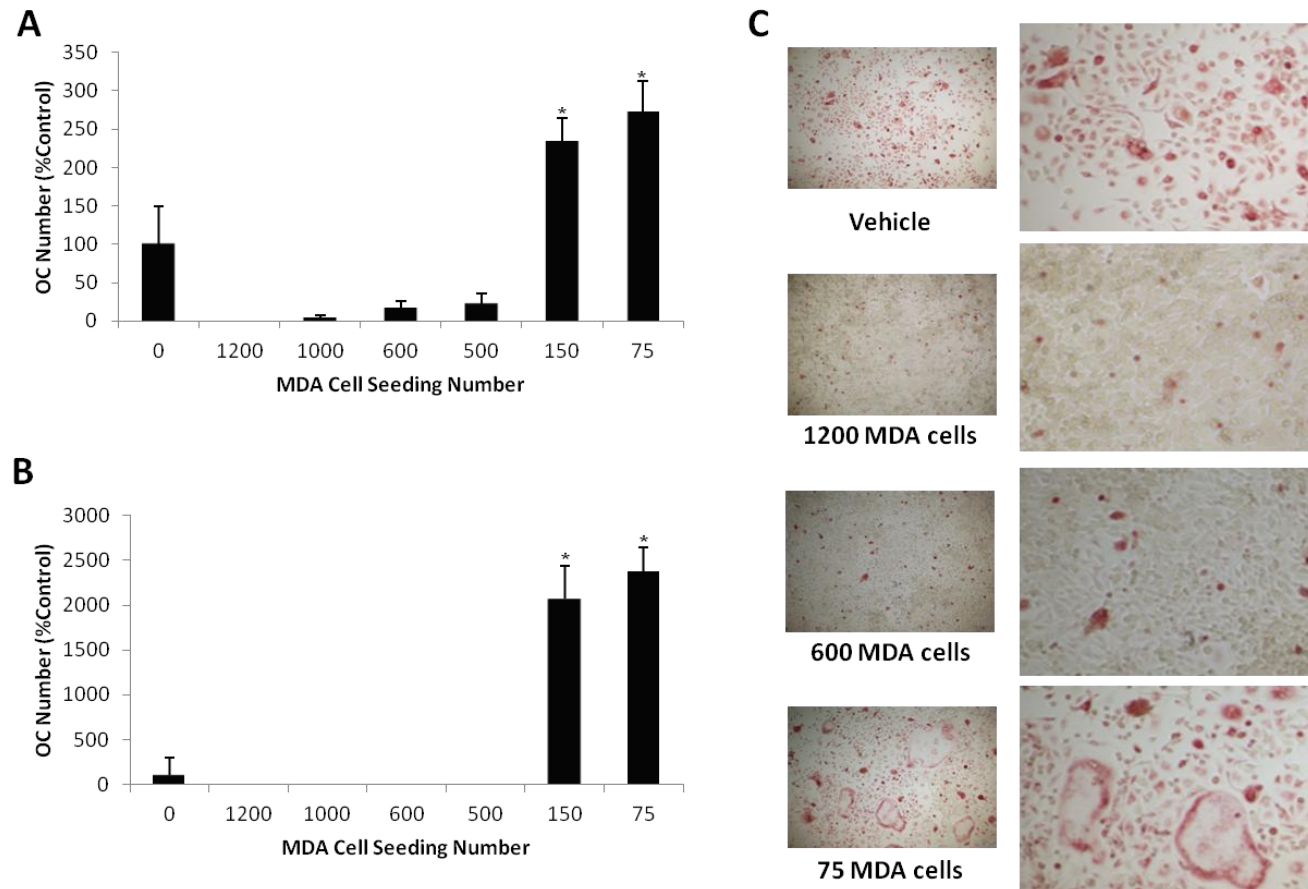 A
350
300
250
200
150
100
50
0
OC Number (%Control)
* *
0 1200 1000 600 500 150 75
MDA Cell Seeding Number
B
3000
2500
2000
1500
1000
500
0
OC Number (%Control)
* *
0 1200 1000 600 500 150 75
MDA Cell Seeding Number
C
Vehicle
1200 MDA cells
600 MDA cells
75 MDA cells